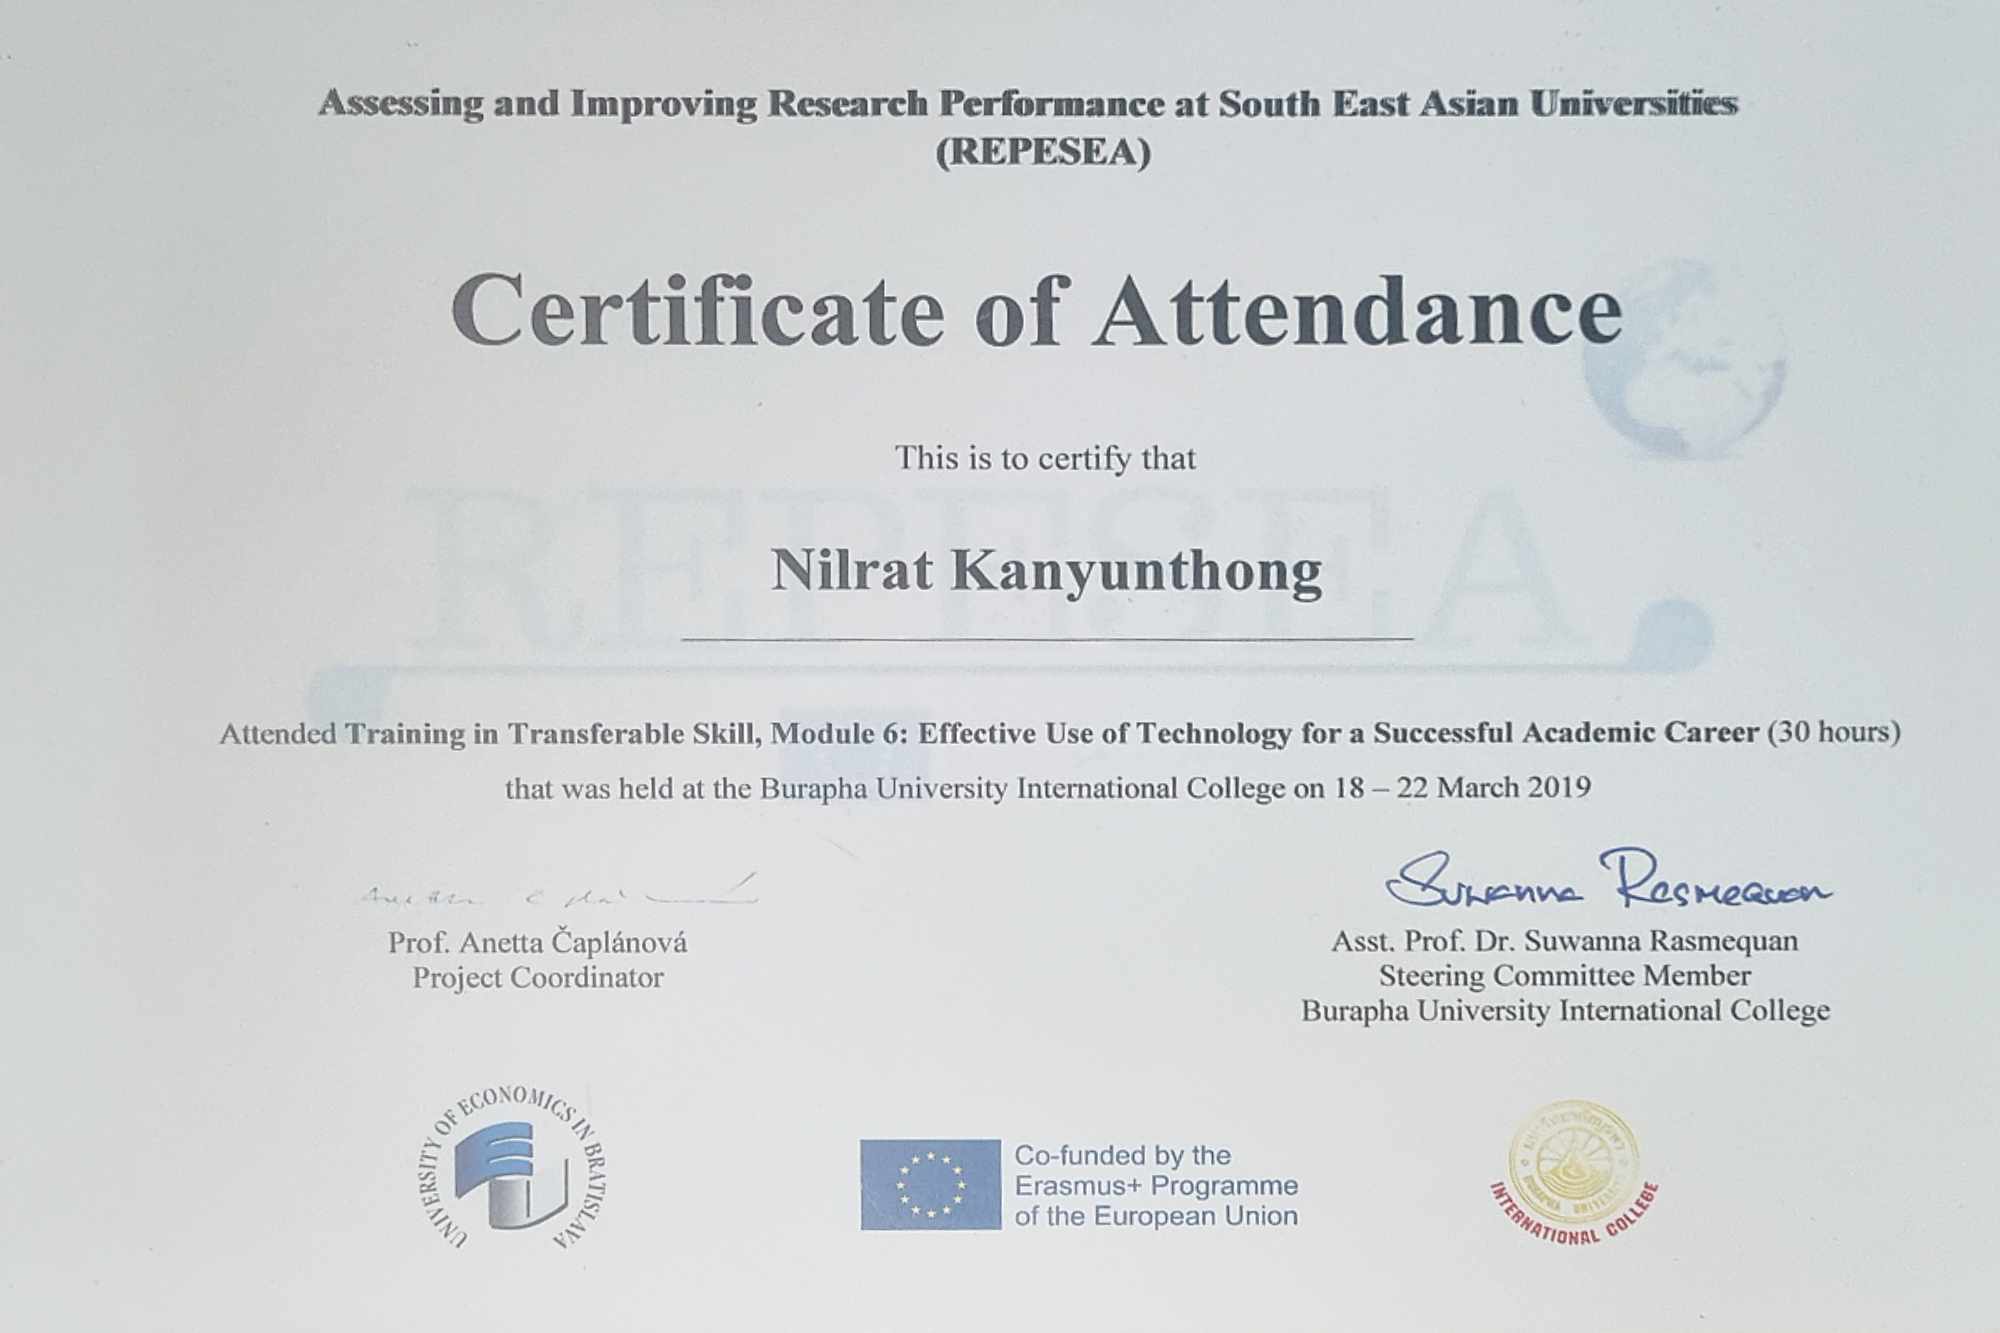 Assessing and Improving Research Performance at South East Asian Universities
(REPESEA)
Certificate of Attendance
This is to certify that
REPESEA
Nilrat Kanyunthong
Attended Training in Transferable Skill, Module 6: Effective Use of Technology for a Successful Academic Career (30 hours)
that was held at the Burapha University International College on 18 – 22 March 2019
Suwanna Rasmequan
Prof. Anetta Čaplánová
Project Coordinator
Asst. Prof. Dr. Suwanna Rasmequan
Steering Committee Member
Burapha University International College
UNIVERSITY OF ECONOMICS IN BRATISLAVA
Co-funded by the
Erasmus+ Programme
of the European Union
BURAPHA UNIVERSITY
INTERNATIONAL COLLEGE